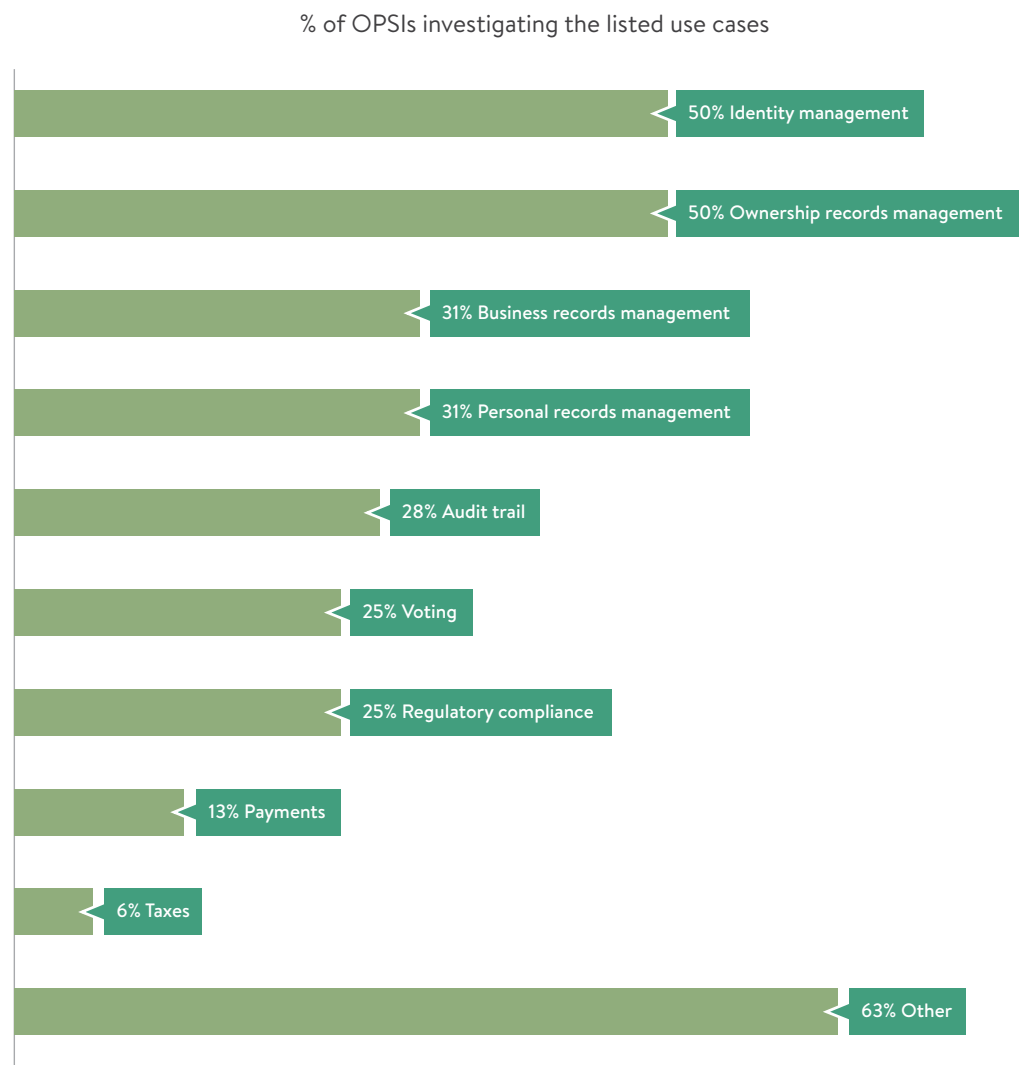 % of OPSIs investigating the listed use cases
50% Identity management
50% Ownership records management
31% Business records management
31% Personal records management
28% Audit trail
25% Voting
25% Regulatory compliance
13% Payments
6% Taxes
63% Other